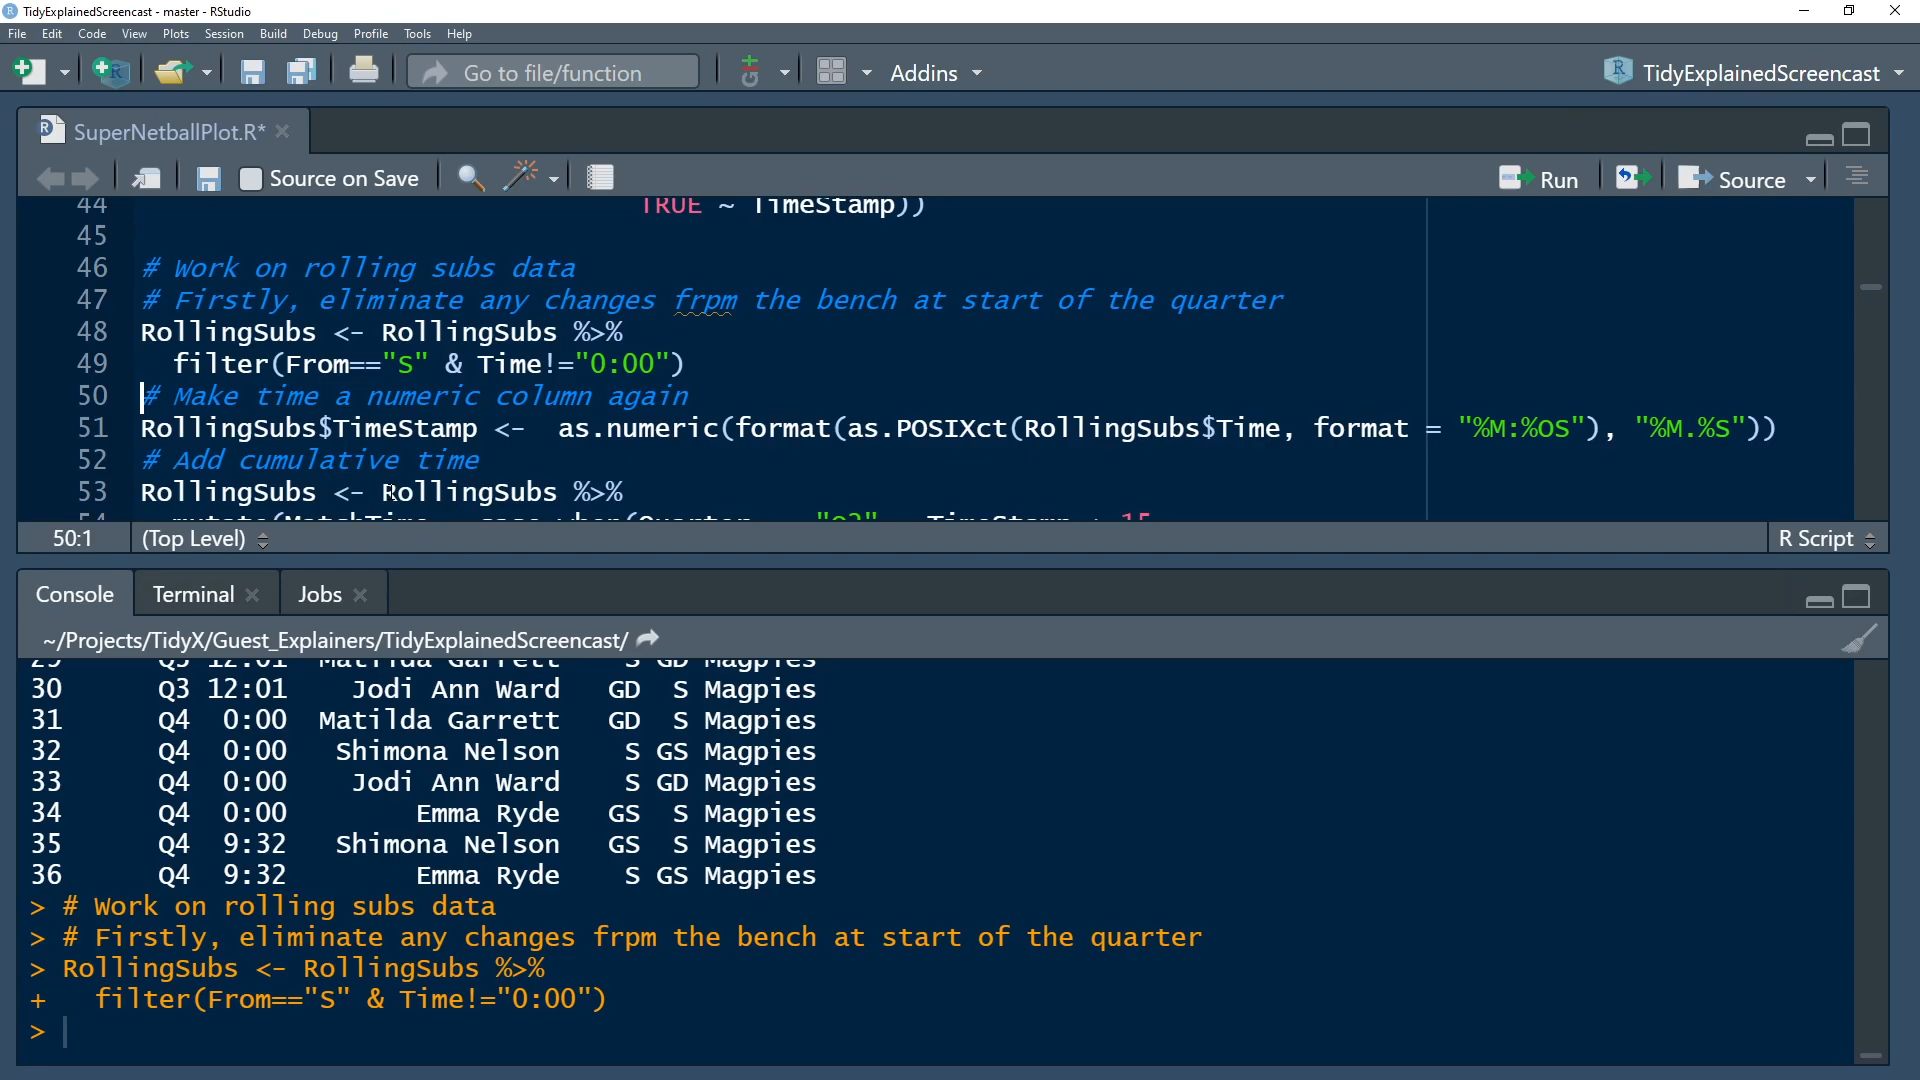 TidyExplainedScreencast - master - RStudio
File Edit Code View Plots Session Build Debug Profile Tools Help
Go to file/function Addins TidyExplainedScreencast
SuperNetballPlot.R*
Source on Save Run Source
44 TRUE ~ TimeStamp))
45
46 # Work on rolling subs data
47 # Firstly, eliminate any changes frpm the bench at start of the quarter
48 RollingSubs <- RollingSubs %>%
49 filter(From=="S" & Time!="0:00")
50 # Make time a numeric column again
51 RollingSubs$TimeStamp <-  as.numeric(format(as.POSIXct(RollingSubs$Time, format = "%M:%OS"), "%M.%S"))
52 # Add cumulative time
53 RollingSubs <- RollingSubs %>%
54
50:1 (Top Level) R Script
Console Terminal Jobs
~/Projects/TidyX/Guest_Explainers/TidyExplainedScreencast/
29 Q3 12:01 Matilda Garrett S GD Magpies
30 Q3 12:01 Jodi Ann Ward GD S Magpies
31 Q4 0:00 Matilda Garrett GD S Magpies
32 Q4 0:00 Shimona Nelson S GS Magpies
33 Q4 0:00 Jodi Ann Ward S GD Magpies
34 Q4 0:00 Emma Ryde GS S Magpies
35 Q4 9:32 Shimona Nelson GS S Magpies
36 Q4 9:32 Emma Ryde S GS Magpies
> # Work on rolling subs data
> # Firstly, eliminate any changes frpm the bench at start of the quarter
> RollingSubs <- RollingSubs %>%
+ filter(From=="S" & Time!="0:00")
>